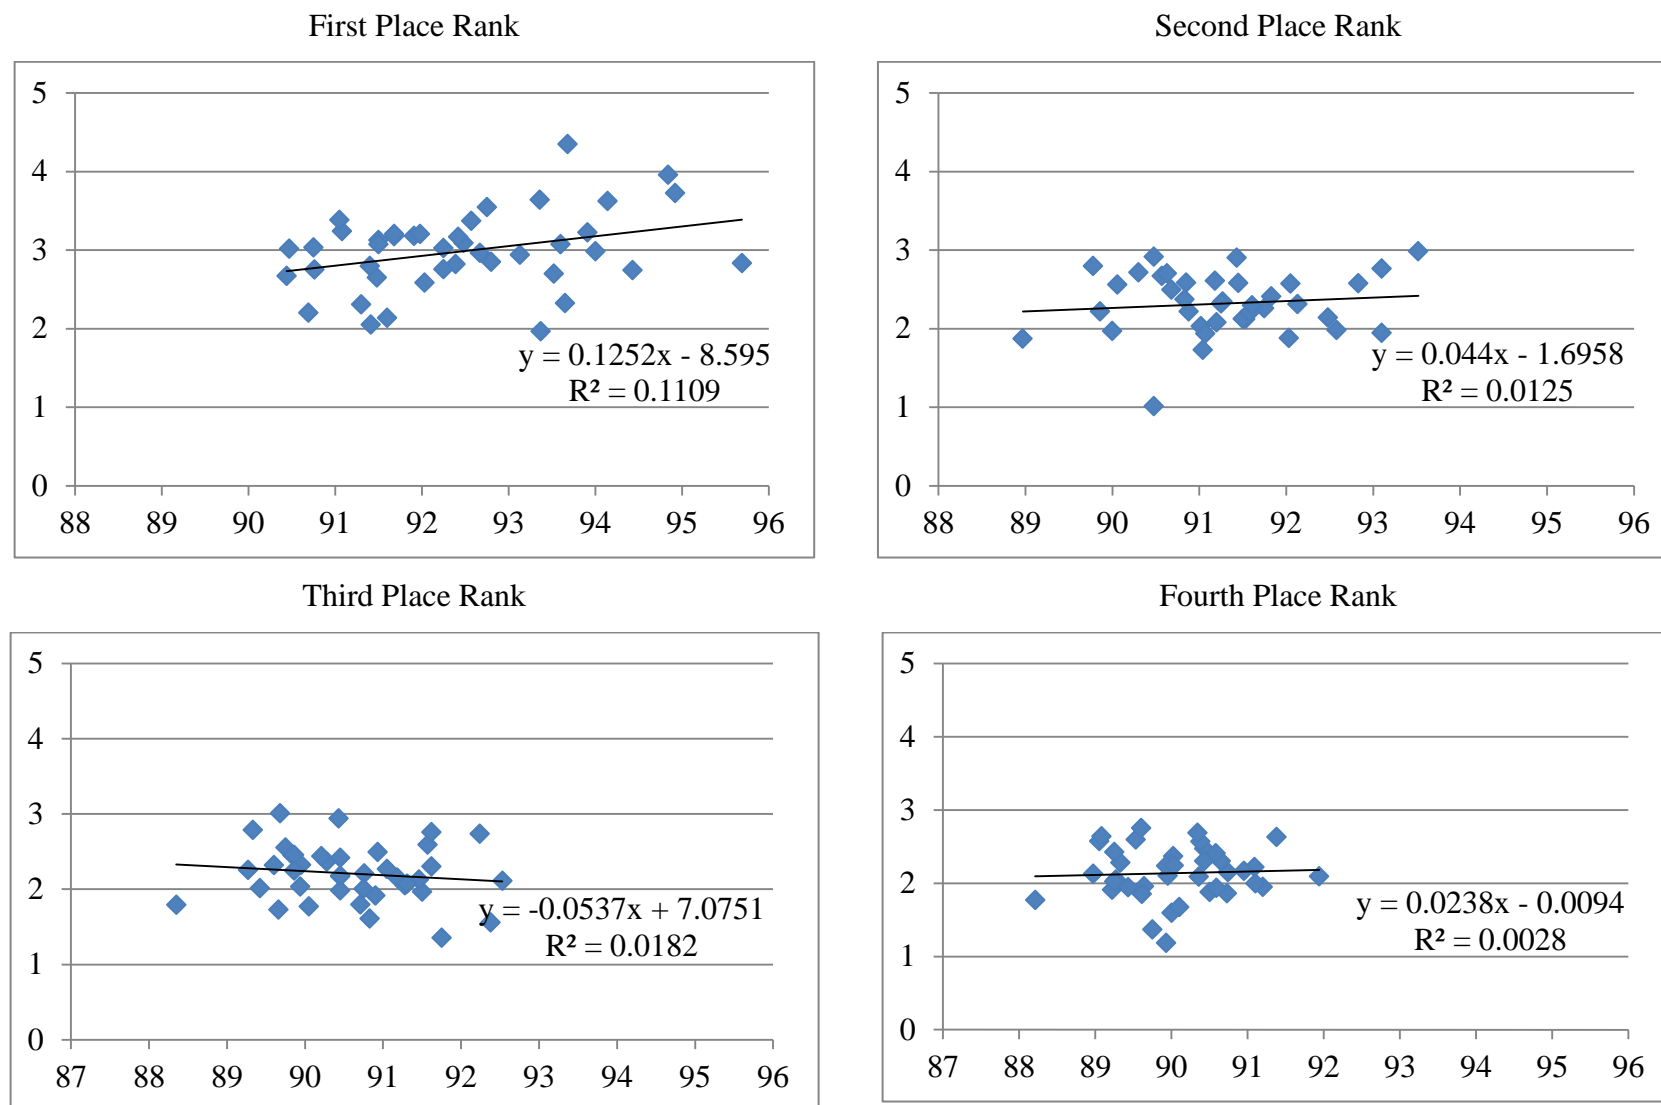 First Place Rank
5
4
3
2
1
0
88 89 90 91 92 93 94 95 96
y = 0.1252x - 8.595
R² = 0.1109
Second Place Rank
5
4
3
2
1
0
88 89 90 91 92 93 94 95 96
y = 0.044x - 1.6958
R² = 0.0125
Third Place Rank
5
4
3
2
1
0
87 88 89 90 91 92 93 94 95 96
y = -0.0537x + 7.0751
R² = 0.0182
Fourth Place Rank
5
4
3
2
1
0
87 88 89 90 91 92 93 94 95 96
y = 0.0238x - 0.0094
R² = 0.0028